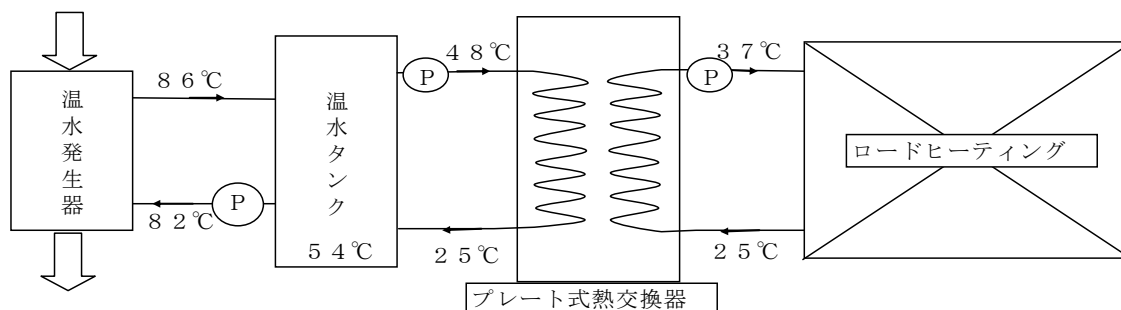 ４８℃
３７℃
８６℃
P
P
温水発生器
温水タンク
ロードヒーティング
P
８２℃
５４℃
２５℃
２５℃
プレート式熱交換器